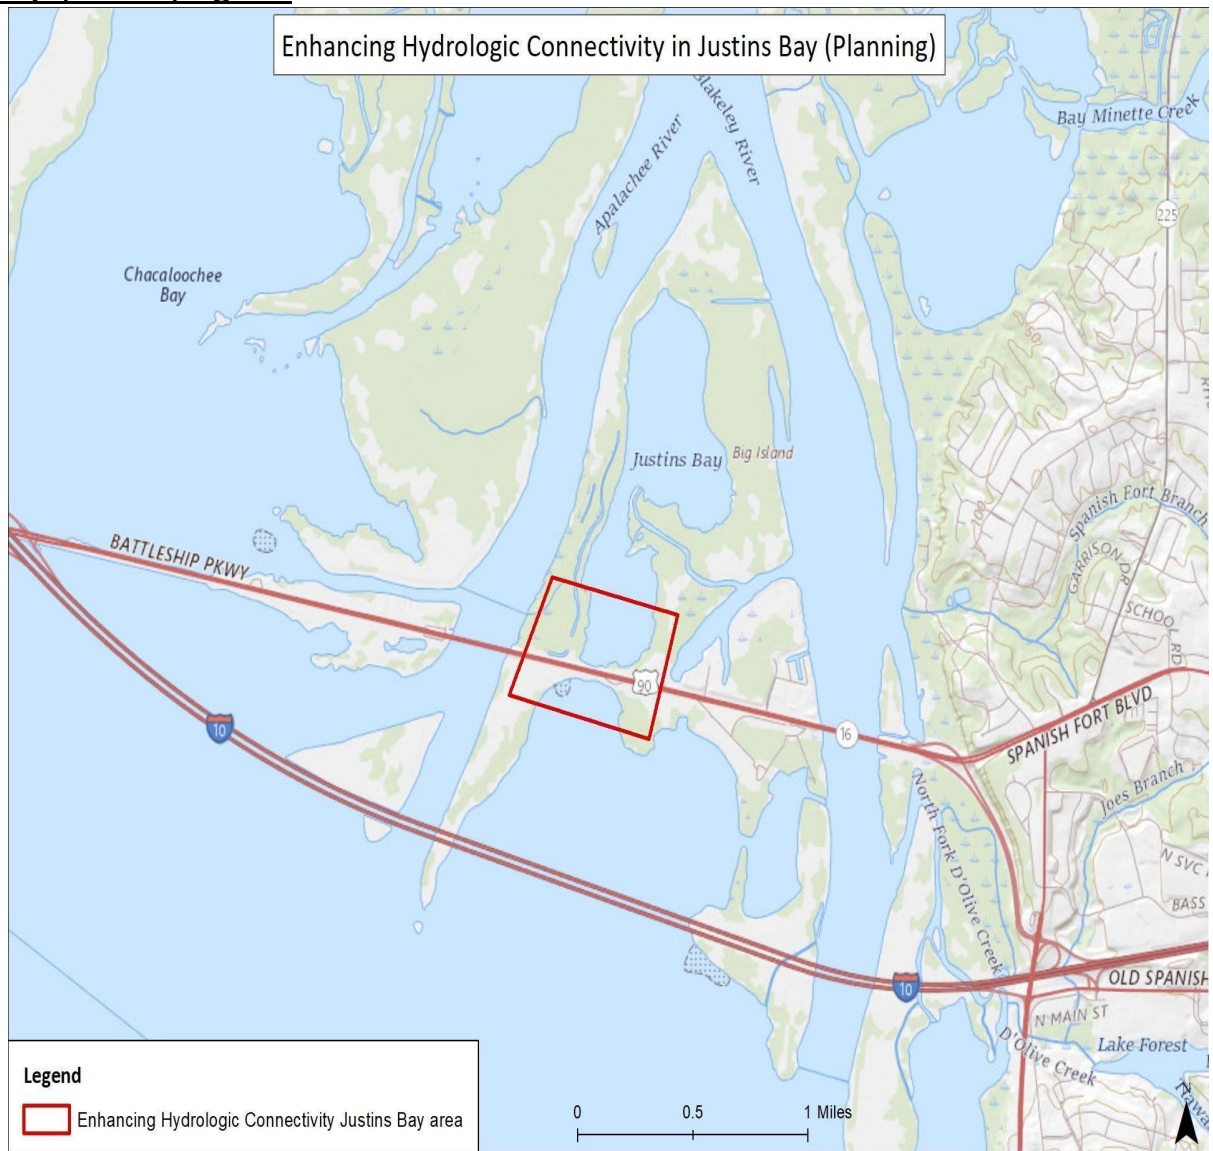 Enhancing Hydrologic Connectivity in Justins Bay (Planning)
Blakeley River
Apalachee River
Bay Minette Creek
225
Chacaloochee
Bay
50
Justins Bay
Big Island
100
Spanish Fort Branch
GARRISON DR
SCHOOL RD
BATTLESHIP PKWY
90
10
16
SPANISH FORT BLVD
Joes Branch
North Fork D'Olive Creek
N SVC
BASS
10
OLD SPANISH
N MAIN ST
D'Olive Creek
Lake Forest
Legend
Enhancing Hydrologic Connectivity Justins Bay area
0 0.5 1 Miles
N